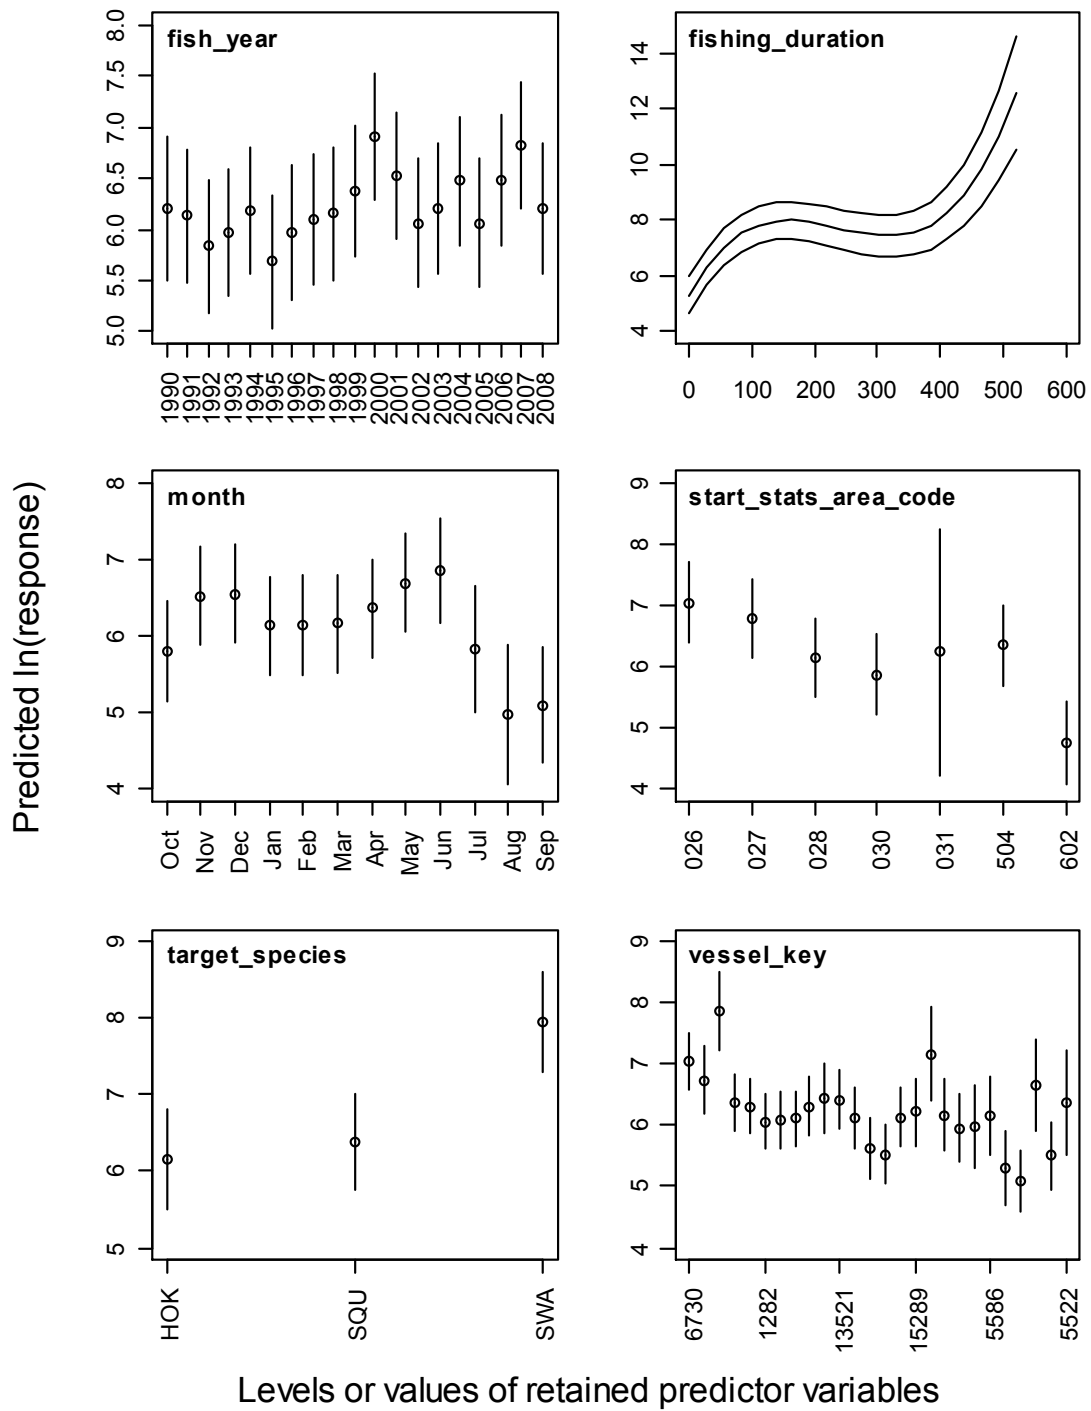 fish_year
8.0
7.5
7.0
6.5
6.0
5.5
5.0
1990 1991 1992 1993 1994 1995 1996 1997 1998 1999 2000 2001 2002 2003 2004 2005 2006 2007 2008
fishing_duration
14
12
10
8
6
4
0 100 200 300 400 500 600
month
8
7
6
5
4
Oct Nov Dec Jan Feb Mar Apr May Jun Jul Aug Sep
start_stats_area_code
9
8
7
6
5
4
026 027 028 030 031 504 602
target_species
9
8
7
6
5
HOK SQU SWA
vessel_key
9
8
7
6
5
4
6730 1282 13521 15289 5586 5522
Predicted ln(response)
Levels or values of retained predictor variables